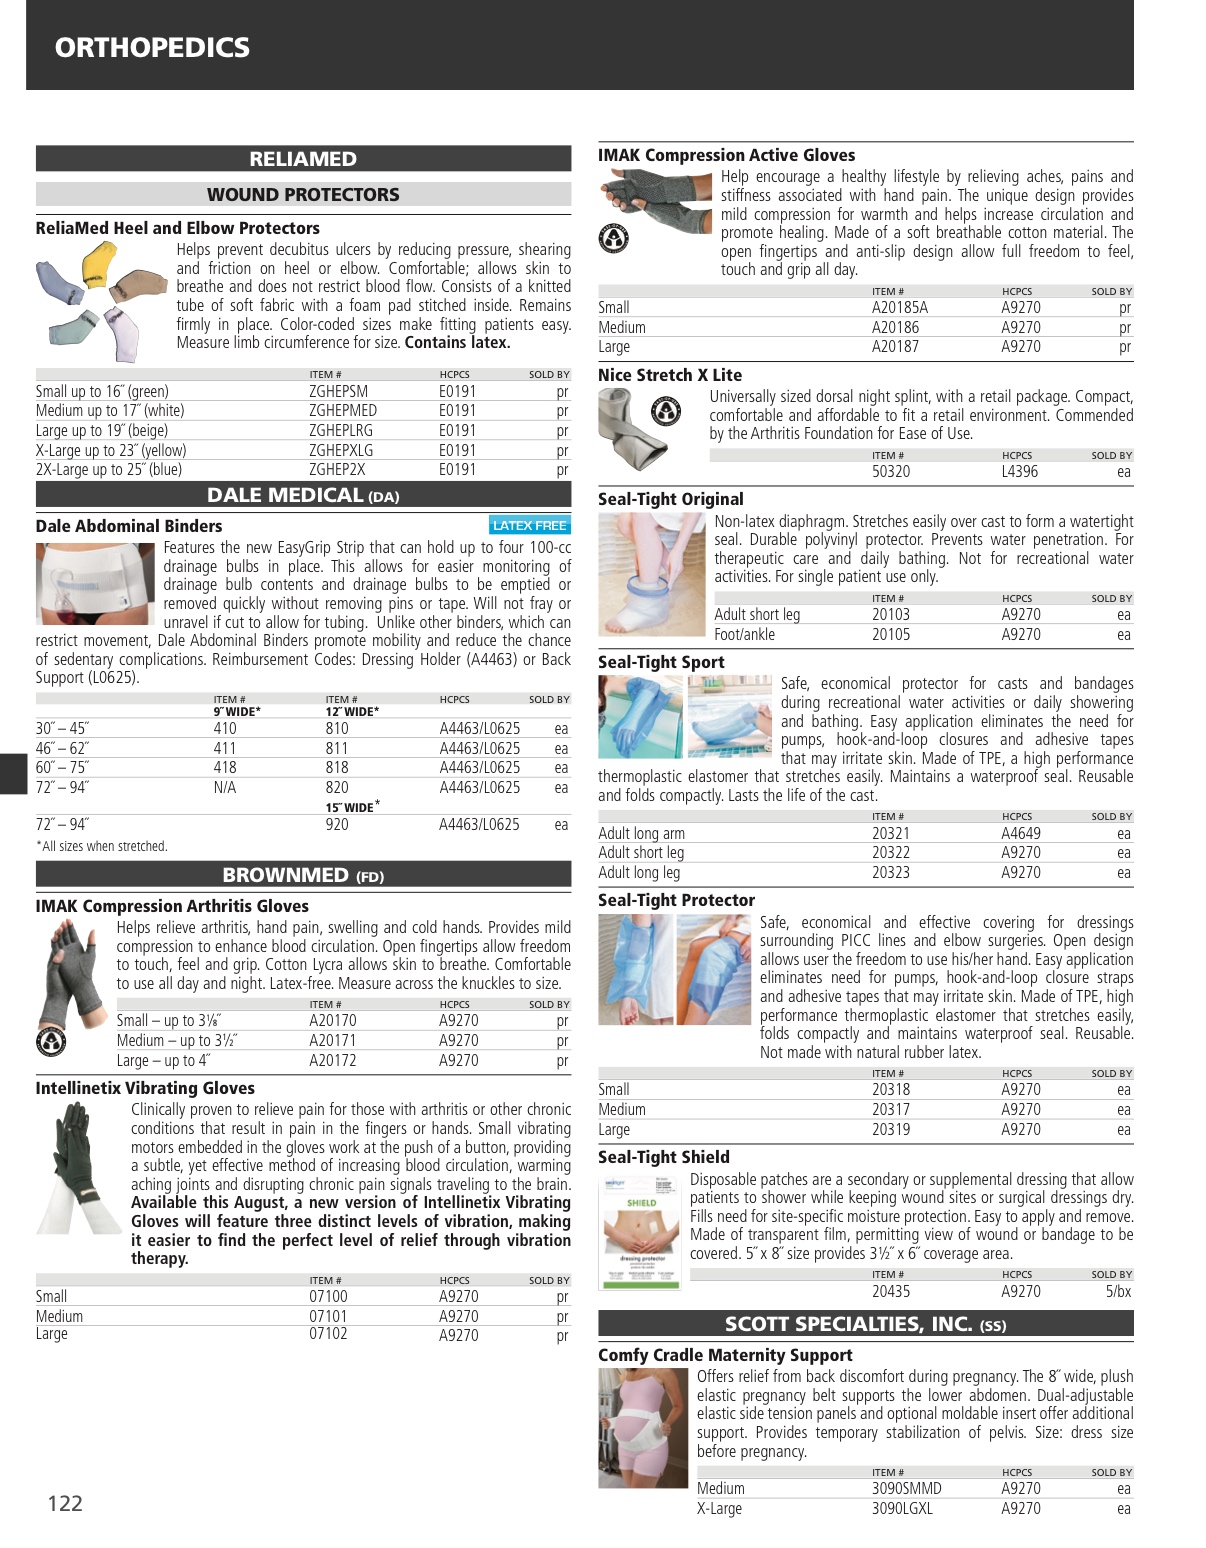 ORTHOPEDICS
RELIAMED
WOUND PROTECTORS
ReliaMed Heel and Elbow Protectors
Helps prevent decubitus ulcers by reducing pressure, shearing
and friction on heel or elbow. Comfortable; allows skin to
breathe and does not restrict blood flow. Consists of a knitted
tube of soft fabric with a foam pad stitched inside. Remains
firmly in place. Color-coded sizes make fitting patients easy.
Measure limb circumference for size. Contains latex.
ITEM # HCPCS SOLD BY
Small up to 16˝ (green) ZGHEPSM E0191 pr
Medium up to 17˝ (white) ZGHEPMED E0191 pr
Large up to 19˝ (beige) ZGHEPLRG E0191 pr
X-Large up to 23˝ (yellow) ZGHEPXLG E0191 pr
2X-Large up to 25˝ (blue) ZGHEP2X E0191 pr
DALE MEDICAL (DA)
Dale Abdominal Binders LATEX FREE
Features the new EasyGrip Strip that can hold up to four 100-cc
drainage bulbs in place. This allows for easier monitoring of
drainage bulb contents and drainage bulbs to be emptied or
removed quickly without removing pins or tape. Will not fray or
unravel if cut to allow for tubing. Unlike other binders, which can
restrict movement, Dale Abdominal Binders promote mobility and reduce the chance
of sedentary complications. Reimbursement Codes: Dressing Holder (A4463) or Back
Support (L0625).
ITEM # ITEM # HCPCS SOLD BY
9˝ WIDE* 12˝ WIDE*
30˝ – 45˝ 410 810 A4463/L0625 ea
46˝ – 62˝ 411 811 A4463/L0625 ea
60˝ – 75˝ 418 818 A4463/L0625 ea
72˝ – 94˝ N/A 820 A4463/L0625 ea
15˝ WIDE*
72˝ – 94˝ 920 A4463/L0625 ea
*All sizes when stretched.
BROWNMED (FD)
IMAK Compression Arthritis Gloves
Helps relieve arthritis, hand pain, swelling and cold hands. Provides mild
compression to enhance blood circulation. Open fingertips allow freedom
to touch, feel and grip. Cotton Lycra allows skin to breathe. Comfortable
to use all day and night. Latex-free. Measure across the knuckles to size.
ITEM # HCPCS SOLD BY
Small – up to 3⅛˝ A20170 A9270 pr
Medium – up to 3½˝ A20171 A9270 pr
Large – up to 4˝ A20172 A9270 pr
Intellinetix Vibrating Gloves
Clinically proven to relieve pain for those with arthritis or other chronic
conditions that result in pain in the fingers or hands. Small vibrating
motors embedded in the gloves work at the push of a button, providing
a subtle, yet effective method of increasing blood circulation, warming
aching joints and disrupting chronic pain signals traveling to the brain.
Available this August, a new version of Intellinetix Vibrating
Gloves will feature three distinct levels of vibration, making
it easier to find the perfect level of relief through vibration
therapy.
ITEM # HCPCS SOLD BY
Small 07100 A9270 pr
Medium 07101 A9270 pr
Large 07102 A9270 pr
122
IMAK Compression Active Gloves
Help encourage a healthy lifestyle by relieving aches, pains and
stiffness associated with hand pain. The unique design provides
mild compression for warmth and helps increase circulation and
promote healing. Made of a soft breathable cotton material. The
open fingertips and anti-slip design allow full freedom to feel,
touch and grip all day.
ITEM # HCPCS SOLD BY
Small A20185A A9270 pr
Medium A20186 A9270 pr
Large A20187 A9270 pr
Nice Stretch X Lite
Universally sized dorsal night splint, with a retail package. Compact,
comfortable and affordable to fit a retail environment. Commended
by the Arthritis Foundation for Ease of Use.
ITEM # HCPCS SOLD BY
50320 L4396 ea
Seal-Tight Original
Non-latex diaphragm. Stretches easily over cast to form a watertight
seal. Durable polyvinyl protector. Prevents water penetration. For
therapeutic care and daily bathing. Not for recreational water
activities. For single patient use only.
ITEM # HCPCS SOLD BY
Adult short leg 20103 A9270 ea
Foot/ankle 20105 A9270 ea
Seal-Tight Sport
Safe, economical protector for casts and bandages
during recreational water activities or daily showering
and bathing. Easy application eliminates the need for
pumps, hook-and-loop closures and adhesive tapes
that may irritate skin. Made of TPE, a high performance
thermoplastic elastomer that stretches easily. Maintains a waterproof seal. Reusable
and folds compactly. Lasts the life of the cast.
ITEM # HCPCS SOLD BY
Adult long arm 20321 A4649 ea
Adult short leg 20322 A9270 ea
Adult long leg 20323 A9270 ea
Seal-Tight Protector
Safe, economical and effective covering for dressings
surrounding PICC lines and elbow surgeries. Open design
allows user the freedom to use his/her hand. Easy application
eliminates need for pumps, hook-and-loop closure straps
and adhesive tapes that may irritate skin. Made of TPE, high
performance thermoplastic elastomer that stretches easily,
folds compactly and maintains waterproof seal. Reusable.
Not made with natural rubber latex.
ITEM # HCPCS SOLD BY
Small 20318 A9270 ea
Medium 20317 A9270 ea
Large 20319 A9270 ea
Seal-Tight Shield
SHIELD
dressing protector
Disposable patches are a secondary or supplemental dressing that allow
patients to shower while keeping wound sites or surgical dressings dry.
Fills need for site-specific moisture protection. Easy to apply and remove.
Made of transparent film, permitting view of wound or bandage to be
covered. 5˝ x 8˝ size provides 3½˝ x 6˝ coverage area.
ITEM # HCPCS SOLD BY
20435 A9270 5/bx
SCOTT SPECIALTIES, INC. (SS)
Comfy Cradle Maternity Support
Offers relief from back discomfort during pregnancy. The 8˝ wide, plush
elastic pregnancy belt supports the lower abdomen. Dual-adjustable
elastic side tension panels and optional moldable insert offer additional
support. Provides temporary stabilization of pelvis. Size: dress size
before pregnancy.
ITEM # HCPCS SOLD BY
Medium 3090SMMD A9270 ea
X-Large 3090LGXL A9270 ea